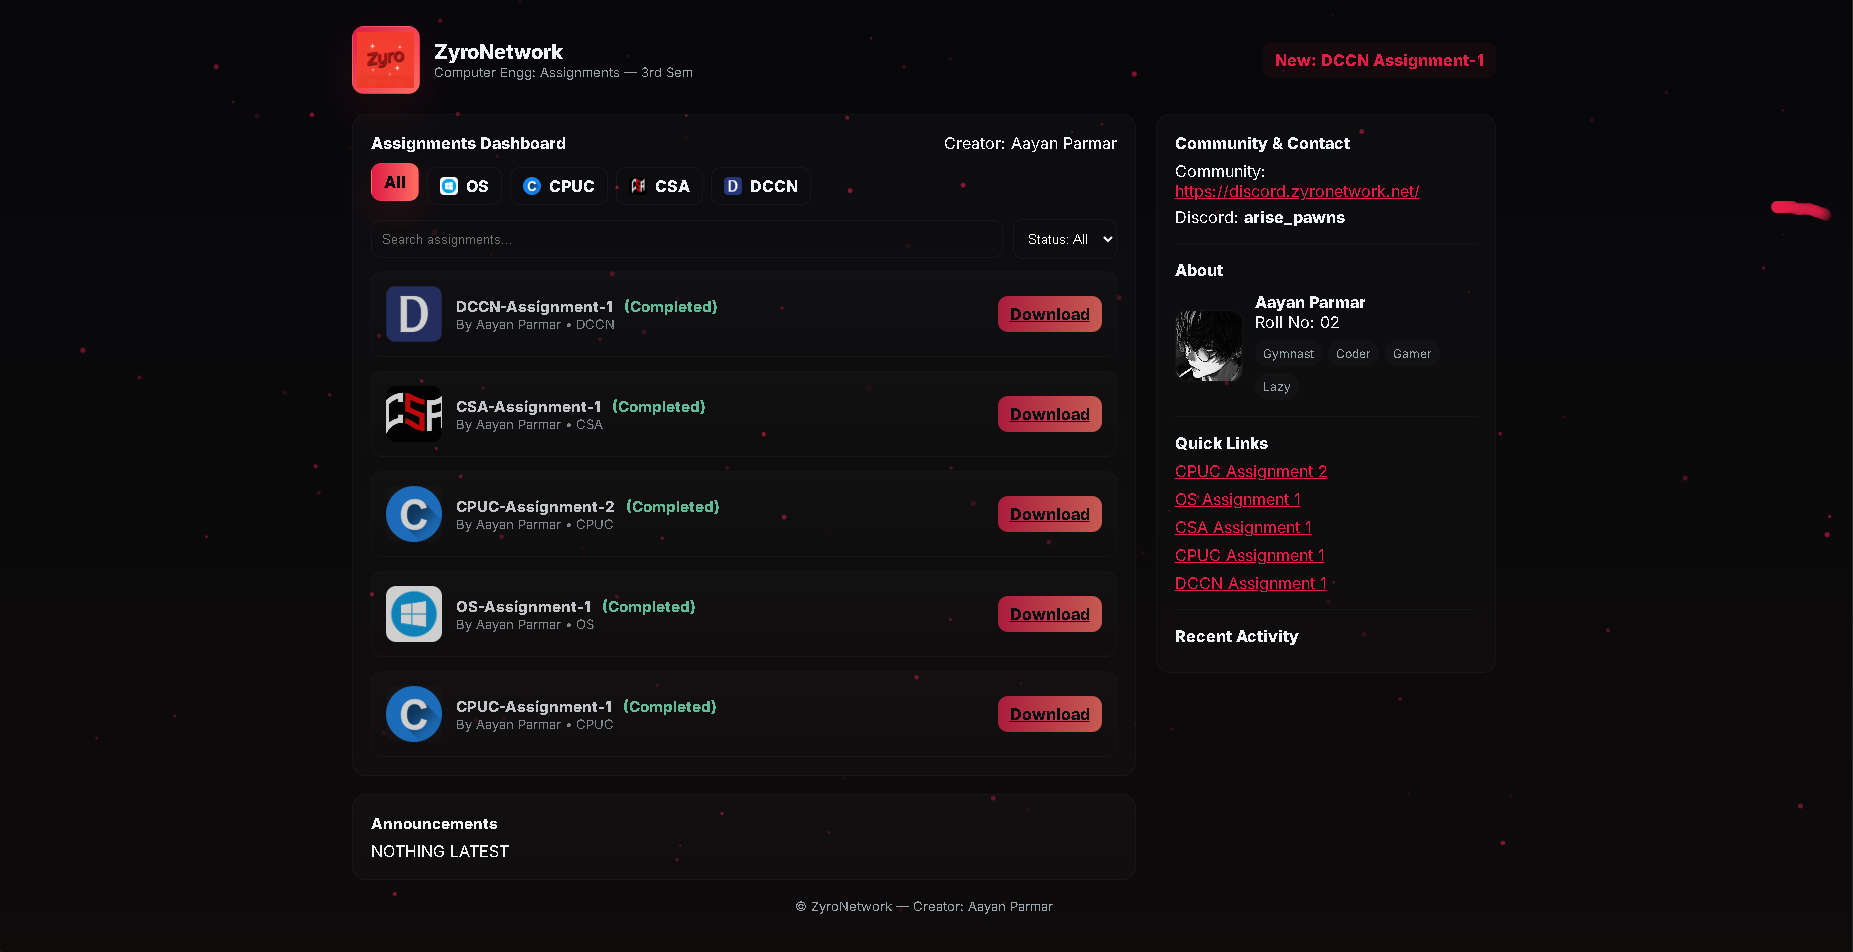 Zyro
ZyroNetwork
Computer Engg: Assignments — 3rd Sem
New: DCCN Assignment-1
Assignments Dashboard
Creator: Aayan Parmar
All
OS
C CPUC
CSA
D DCCN
Search assignments...
Status: All
D
DCCN-Assignment-1 (Completed)
By Aayan Parmar • DCCN
Download
CSA
CSA-Assignment-1 (Completed)
By Aayan Parmar • CSA
Download
C
CPUC-Assignment-2 (Completed)
By Aayan Parmar • CPUC
Download
OS-Assignment-1 (Completed)
By Aayan Parmar • OS
Download
C
CPUC-Assignment-1 (Completed)
By Aayan Parmar • CPUC
Download
Announcements
NOTHING LATEST
Community & Contact
Community:
https://discord.zyronetwork.net/
Discord: arise_pawns
About
Aayan Parmar
Roll No: 02
Gymnast
Coder
Gamer
Lazy
Quick Links
CPUC Assignment 2
OS Assignment 1
CSA Assignment 1
CPUC Assignment 1
DCCN Assignment 1
Recent Activity
© ZyroNetwork — Creator: Aayan Parmar